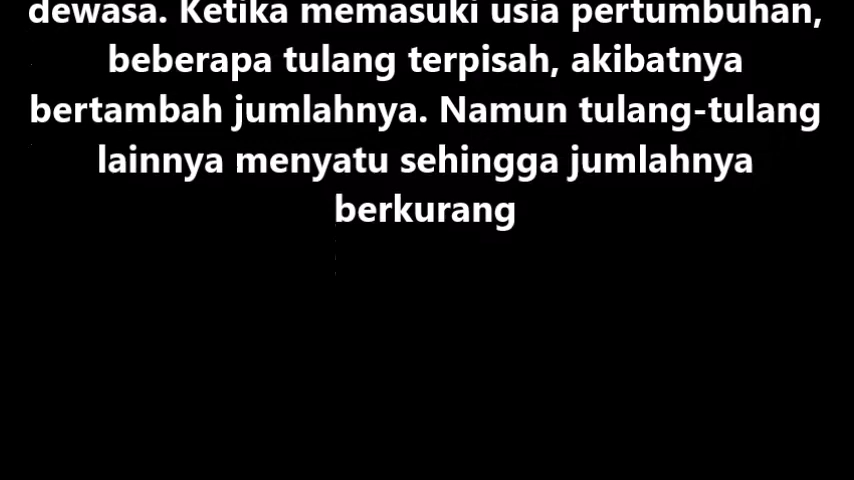 dewasa. Ketika memasuki usia pertumbuhan,
beberapa tulang terpisah, akibatnya
bertambah jumlahnya. Namun tulang-tulang
lainnya menyatu sehingga jumlahnya
berkurang